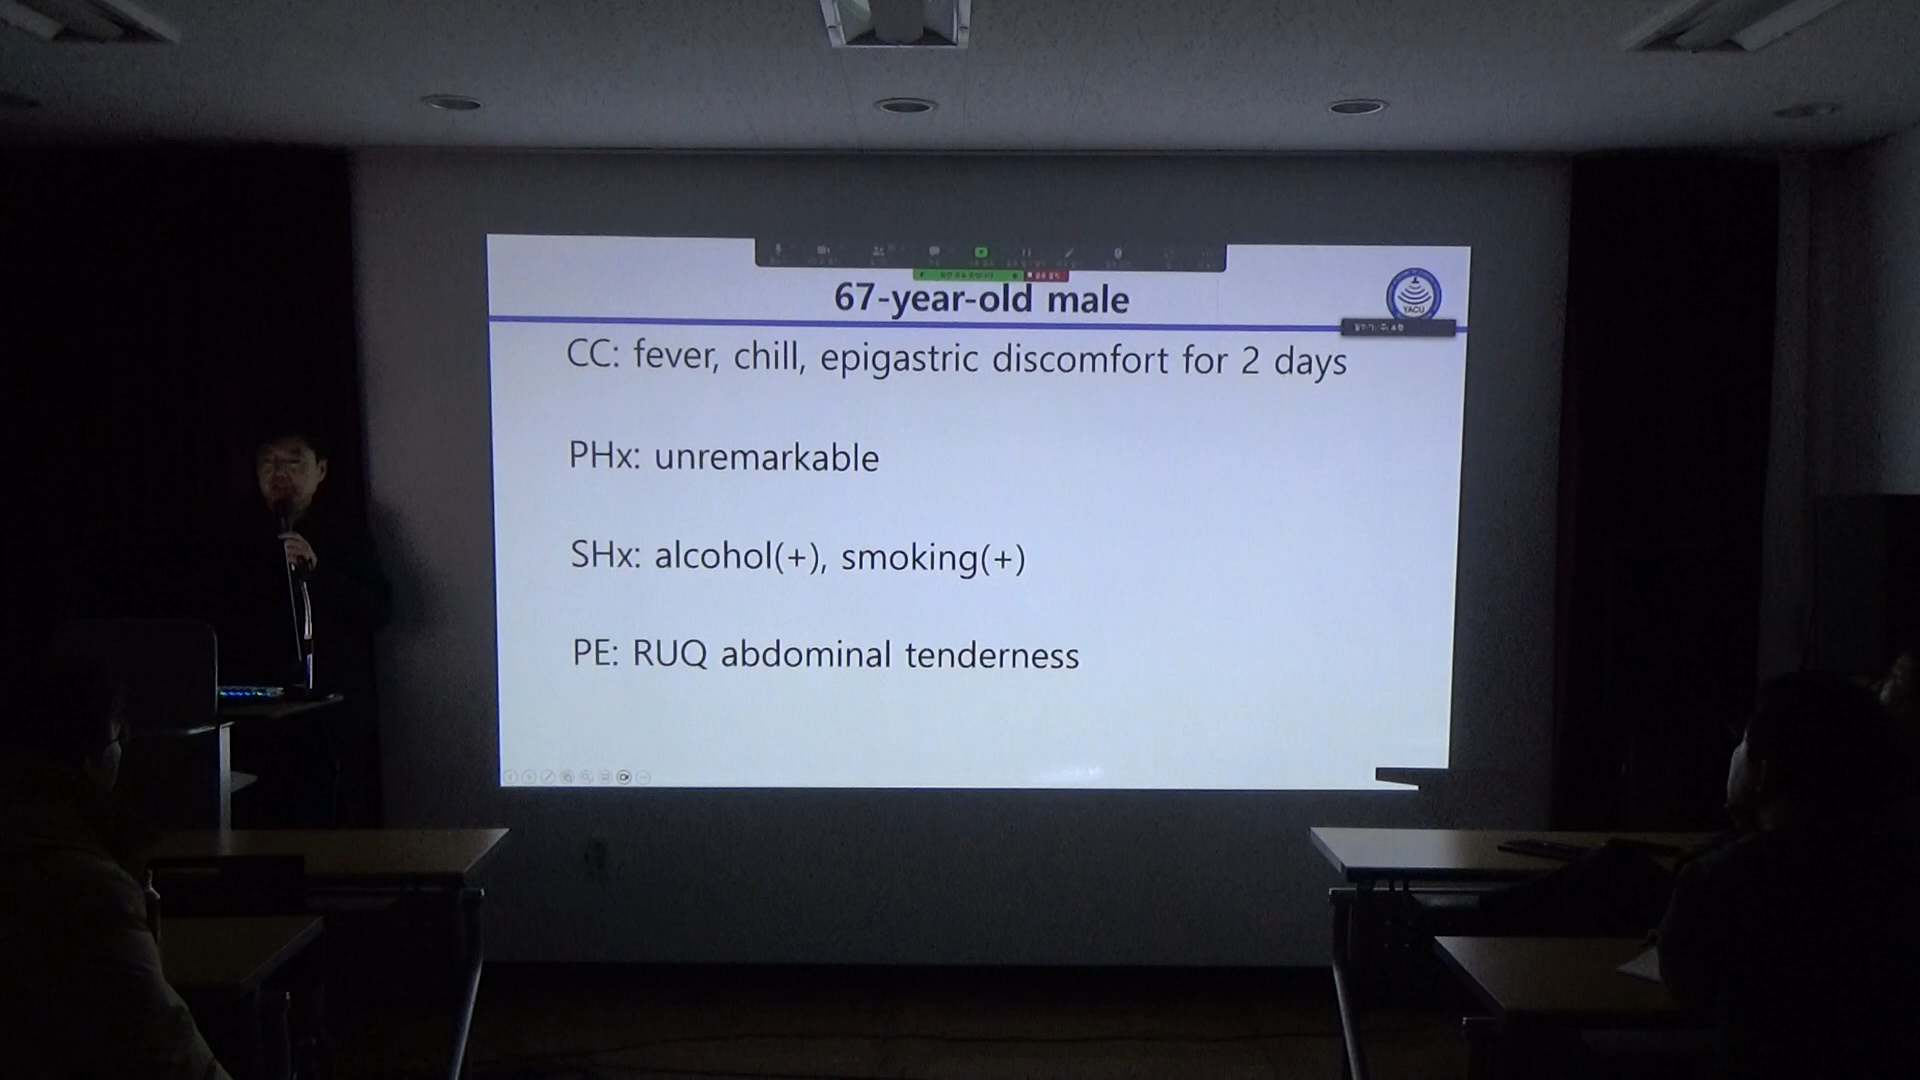 67-year-old male
YACU
CC: fever, chill, epigastric discomfort for 2 days
PHx: unremarkable
SHx: alcohol(+), smoking(+)
PE: RUQ abdominal tenderness